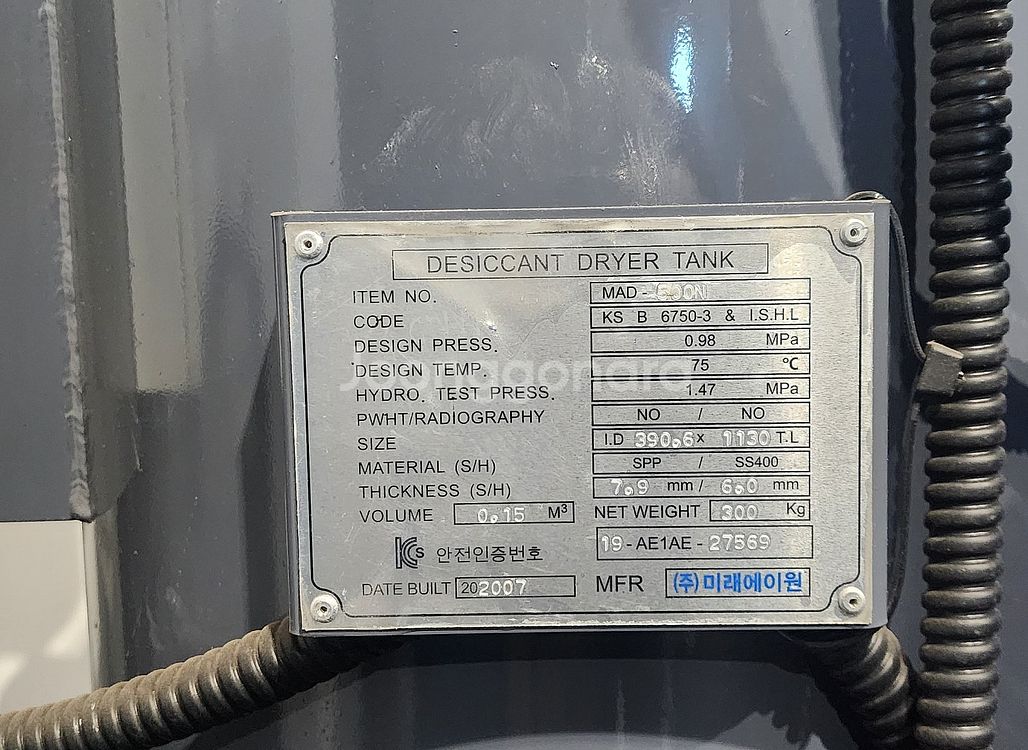 DESICCANT DRYER TANK
ITEM NO. MAD - 500N
CODE KS B 6750-3 & I.S.H.L
DESIGN PRESS. 0.98 MPa
DESIGN TEMP. 75 ℃
HYDRO. TEST PRESS. 1.47 MPa
PWHT/RADIOGRAPHY NO / NO
SIZE I.D 390.6 x 1130 T.L
MATERIAL (S/H) SPP / SS400
THICKNESS (S/H) 7.9 mm / 6.0 mm
VOLUME 0.15 M³ NET WEIGHT 300 Kg
KCs 안전인증번호 19 - AE1AE - 27569
DATE BUILT 202007 MFR (주)미래에이원